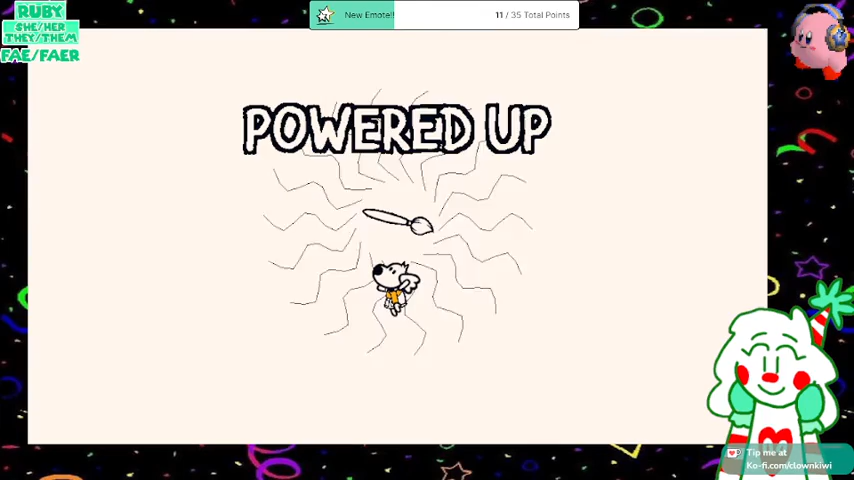 RUBY
SHE/HER
THEY/THEM
FAE/FAER
New Emote!
11 / 35 Total Points
POWERED UP
Tip me at
Ko-fi.com/clownkiwi